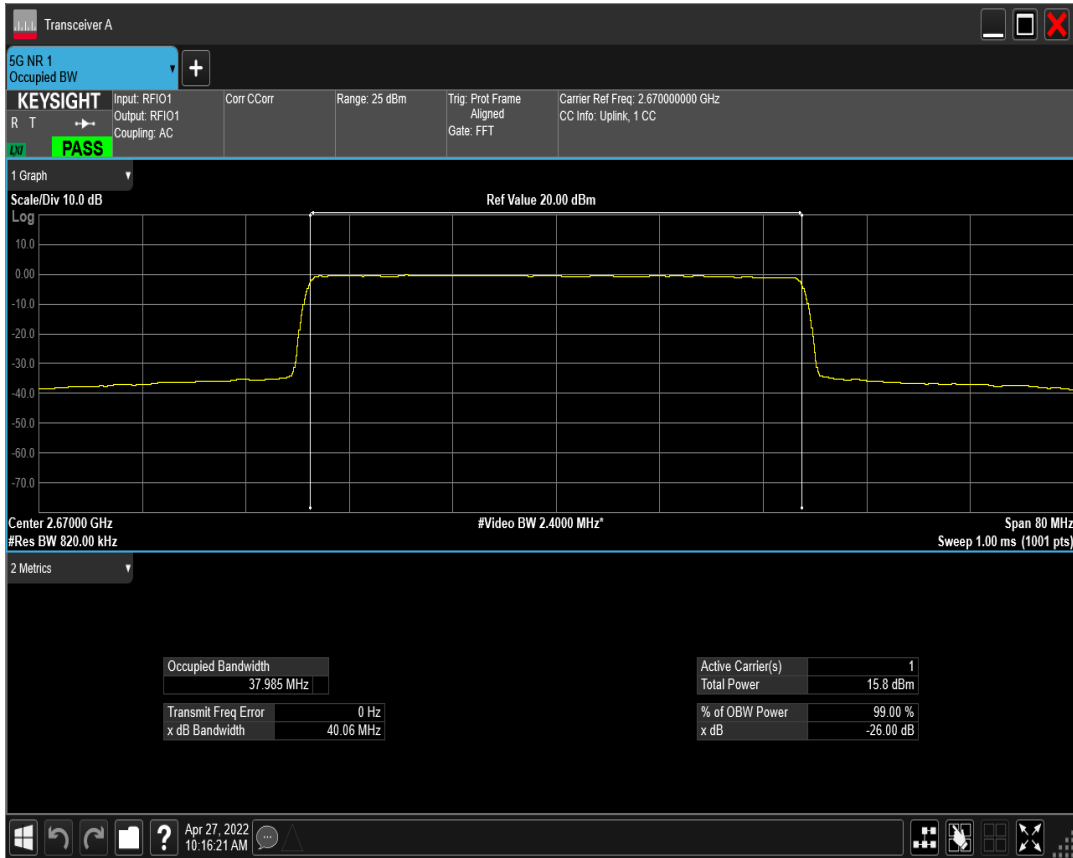 Transceiver A
5G NR 1
Occupied BW
KEYSIGHT
R T
LXI
PASS
Input: RFIO1
Output: RFIO1
Coupling: AC
Corr CCorr
Range: 25 dBm
Trig: Prot Frame
Aligned
Gate: FFT
Carrier Ref Freq: 2.670000000 GHz
CC Info: Uplink, 1 CC
1 Graph
Scale/Div 10.0 dB
Ref Value 20.00 dBm
Log
10.0
0.00
-10.0
-20.0
-30.0
-40.0
-50.0
-60.0
-70.0
Center 2.67000 GHz
#Video BW 2.4000 MHz*
Span 80 MHz
#Res BW 820.00 kHz
Sweep 1.00 ms (1001 pts)
2 Metrics
Occupied Bandwidth
37.985 MHz
Transmit Freq Error 0 Hz
x dB Bandwidth 40.06 MHz
Active Carrier(s) 1
Total Power 15.8 dBm
% of OBW Power 99.00 %
x dB -26.00 dB
?
Apr 27, 2022
10:16:21 AM